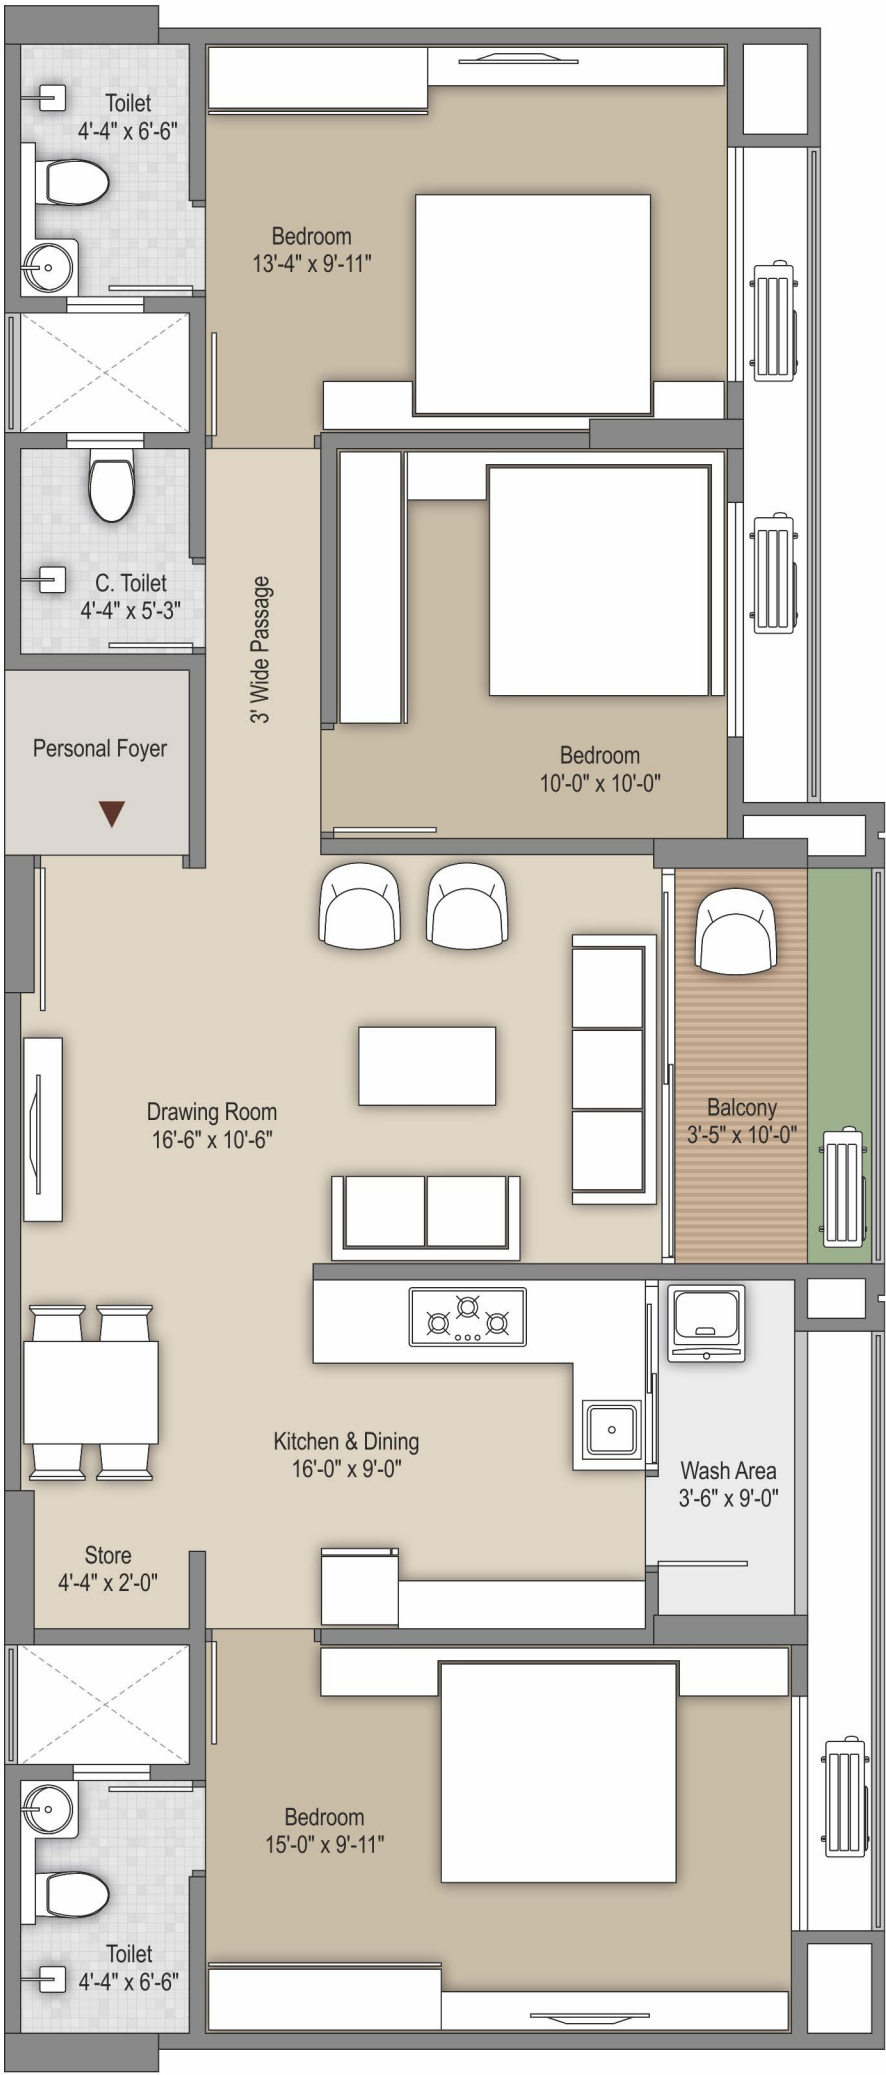 Toilet
4'-4" x 6'-6"
Bedroom
13'-4" x 9'-11"
C. Toilet
4'-4" x 5'-3"
3' Wide Passage
Personal Foyer
Bedroom
10'-0" x 10'-0"
Drawing Room
16'-6" x 10'-6"
Balcony
3'-5" x 10'-0"
Kitchen & Dining
16'-0" x 9'-0"
Wash Area
3'-6" x 9'-0"
Store
4'-4" x 2'-0"
Bedroom
15'-0" x 9'-11"
Toilet
4'-4" x 6'-6"